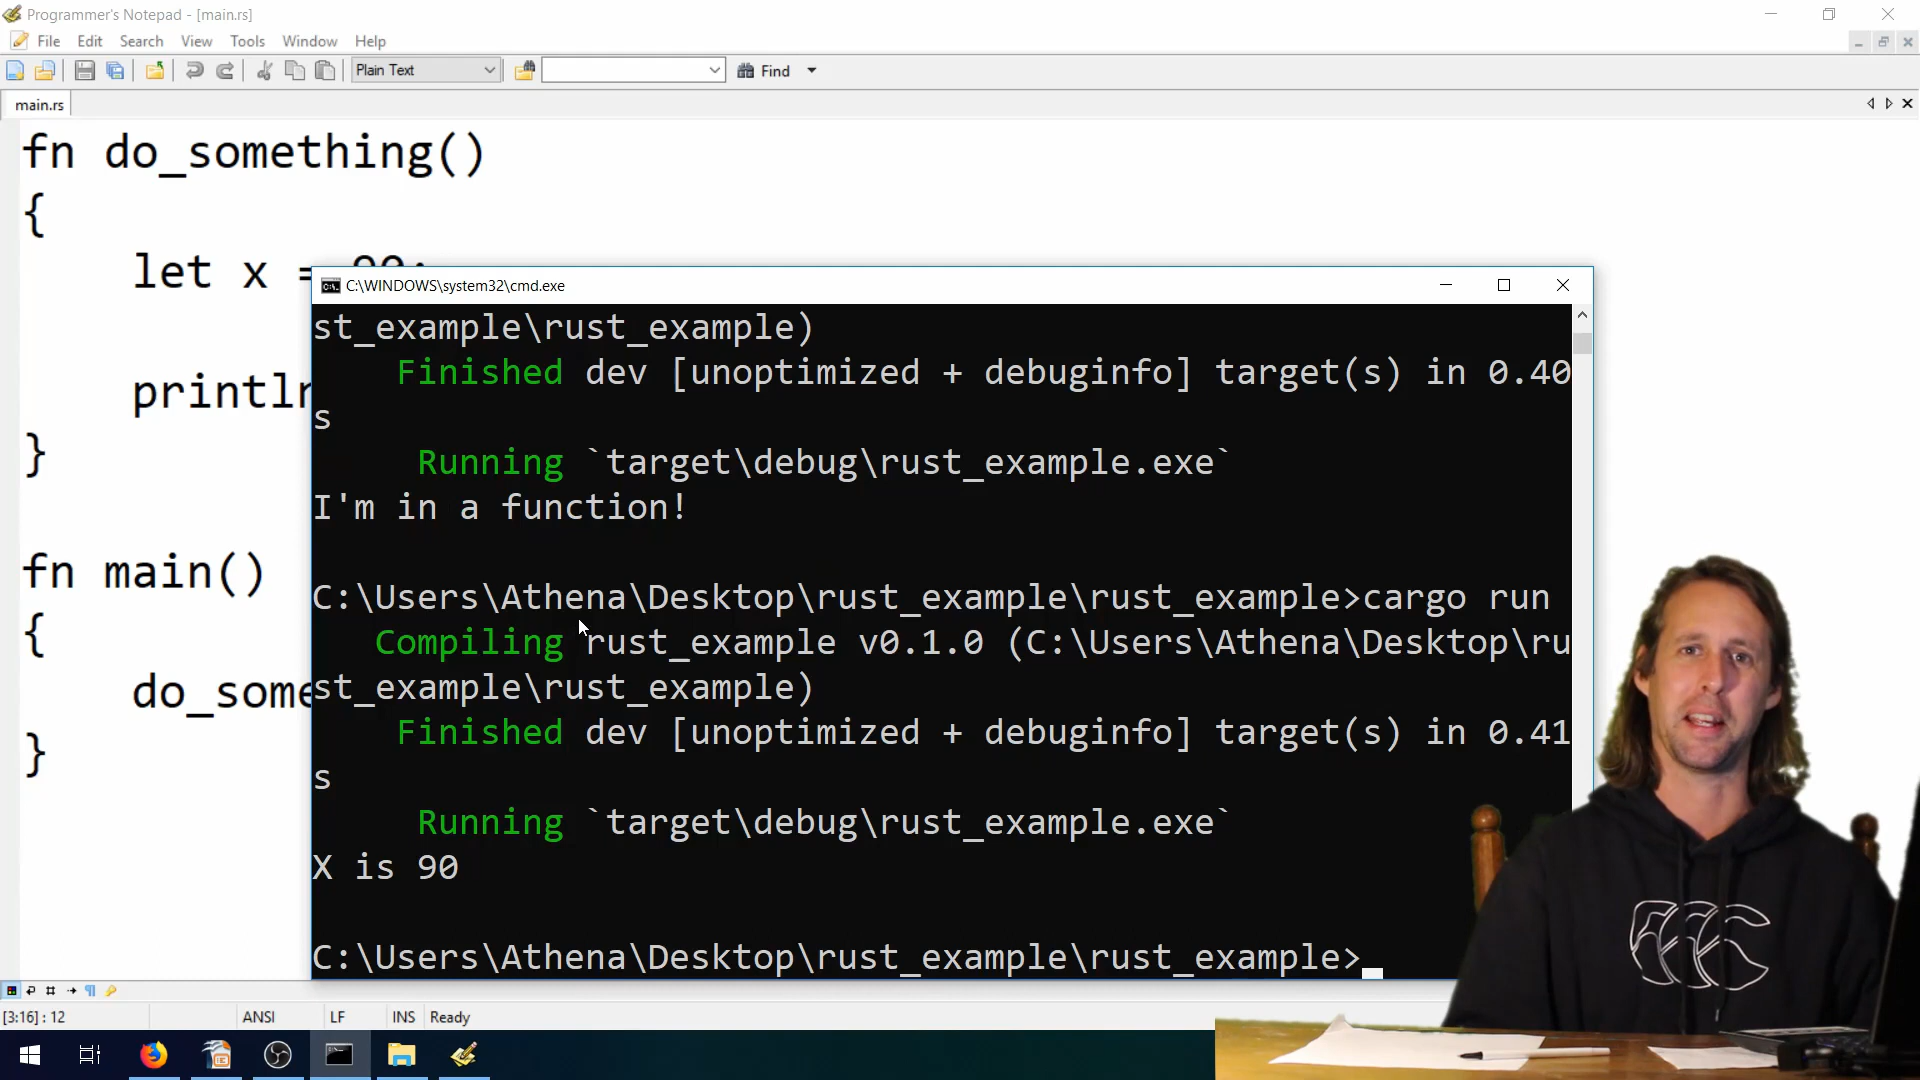 Programmer's Notepad - [main.rs]
File Edit Search View Tools Window Help
Plain Text
Find
main.rs
fn do_something()
{
let x = 90;
println
}
fn main()
{
do_some
}
C:\WINDOWS\system32\cmd.exe
st_example\rust_example)
Finished dev [unoptimized + debuginfo] target(s) in 0.40
s
Running `target\debug\rust_example.exe`
I'm in a function!
C:\Users\Athena\Desktop\rust_example\rust_example>cargo run
Compiling rust_example v0.1.0 (C:\Users\Athena\Desktop\ru
st_example\rust_example)
Finished dev [unoptimized + debuginfo] target(s) in 0.41
s
Running `target\debug\rust_example.exe`
X is 90
C:\Users\Athena\Desktop\rust_example\rust_example>
[3:16] : 12 ANSI LF INS Ready